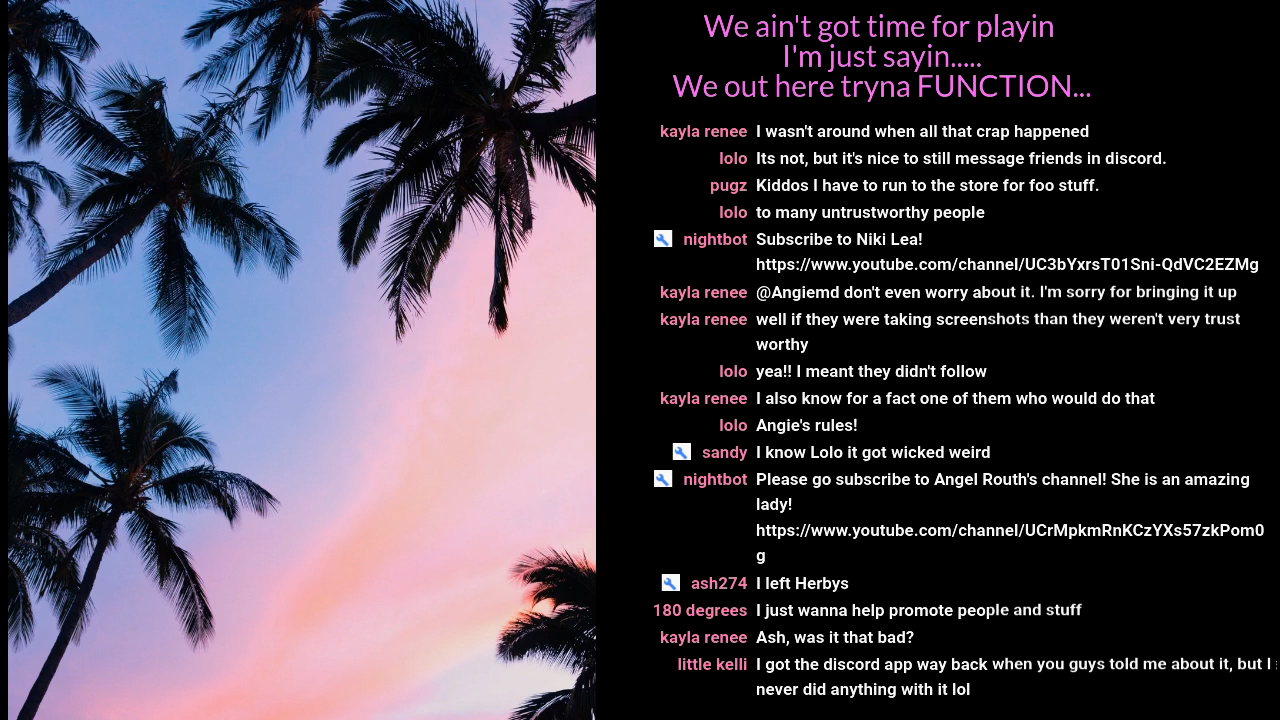 We ain't got time for playin
I'm just sayin.....
We out here tryna FUNCTION...
kayla renee I wasn't around when all that crap happened
lolo Its not, but it's nice to still message friends in discord.
pugz Kiddos I have to run to the store for foo stuff.
lolo to many untrustworthy people
nightbot Subscribe to Niki Lea!
https://www.youtube.com/channel/UC3bYxrsT01Sni-QdVC2EZMg
kayla renee @Angiemd don't even worry about it. I'm sorry for bringing it up
kayla renee well if they were taking screenshots than they weren't very trust
worthy
lolo yea!! I meant they didn't follow
kayla renee I also know for a fact one of them who would do that
lolo Angie's rules!
sandy I know Lolo it got wicked weird
nightbot Please go subscribe to Angel Routh's channel! She is an amazing
lady!
https://www.youtube.com/channel/UCrMpkmRnKCzYXs57zkPom0
g
ash274 I left Herbys
180 degrees I just wanna help promote people and stuff
kayla renee Ash, was it that bad?
little kelli I got the discord app way back when you guys told me about it, but I
never did anything with it lol